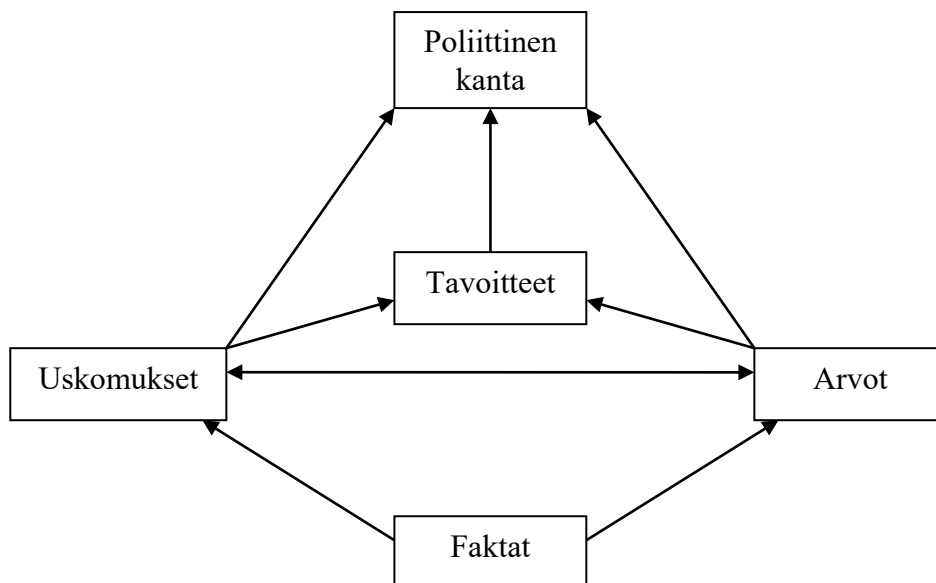 Poliittinen
kanta
Tavoitteet
Uskomukset
Arvot
Faktat